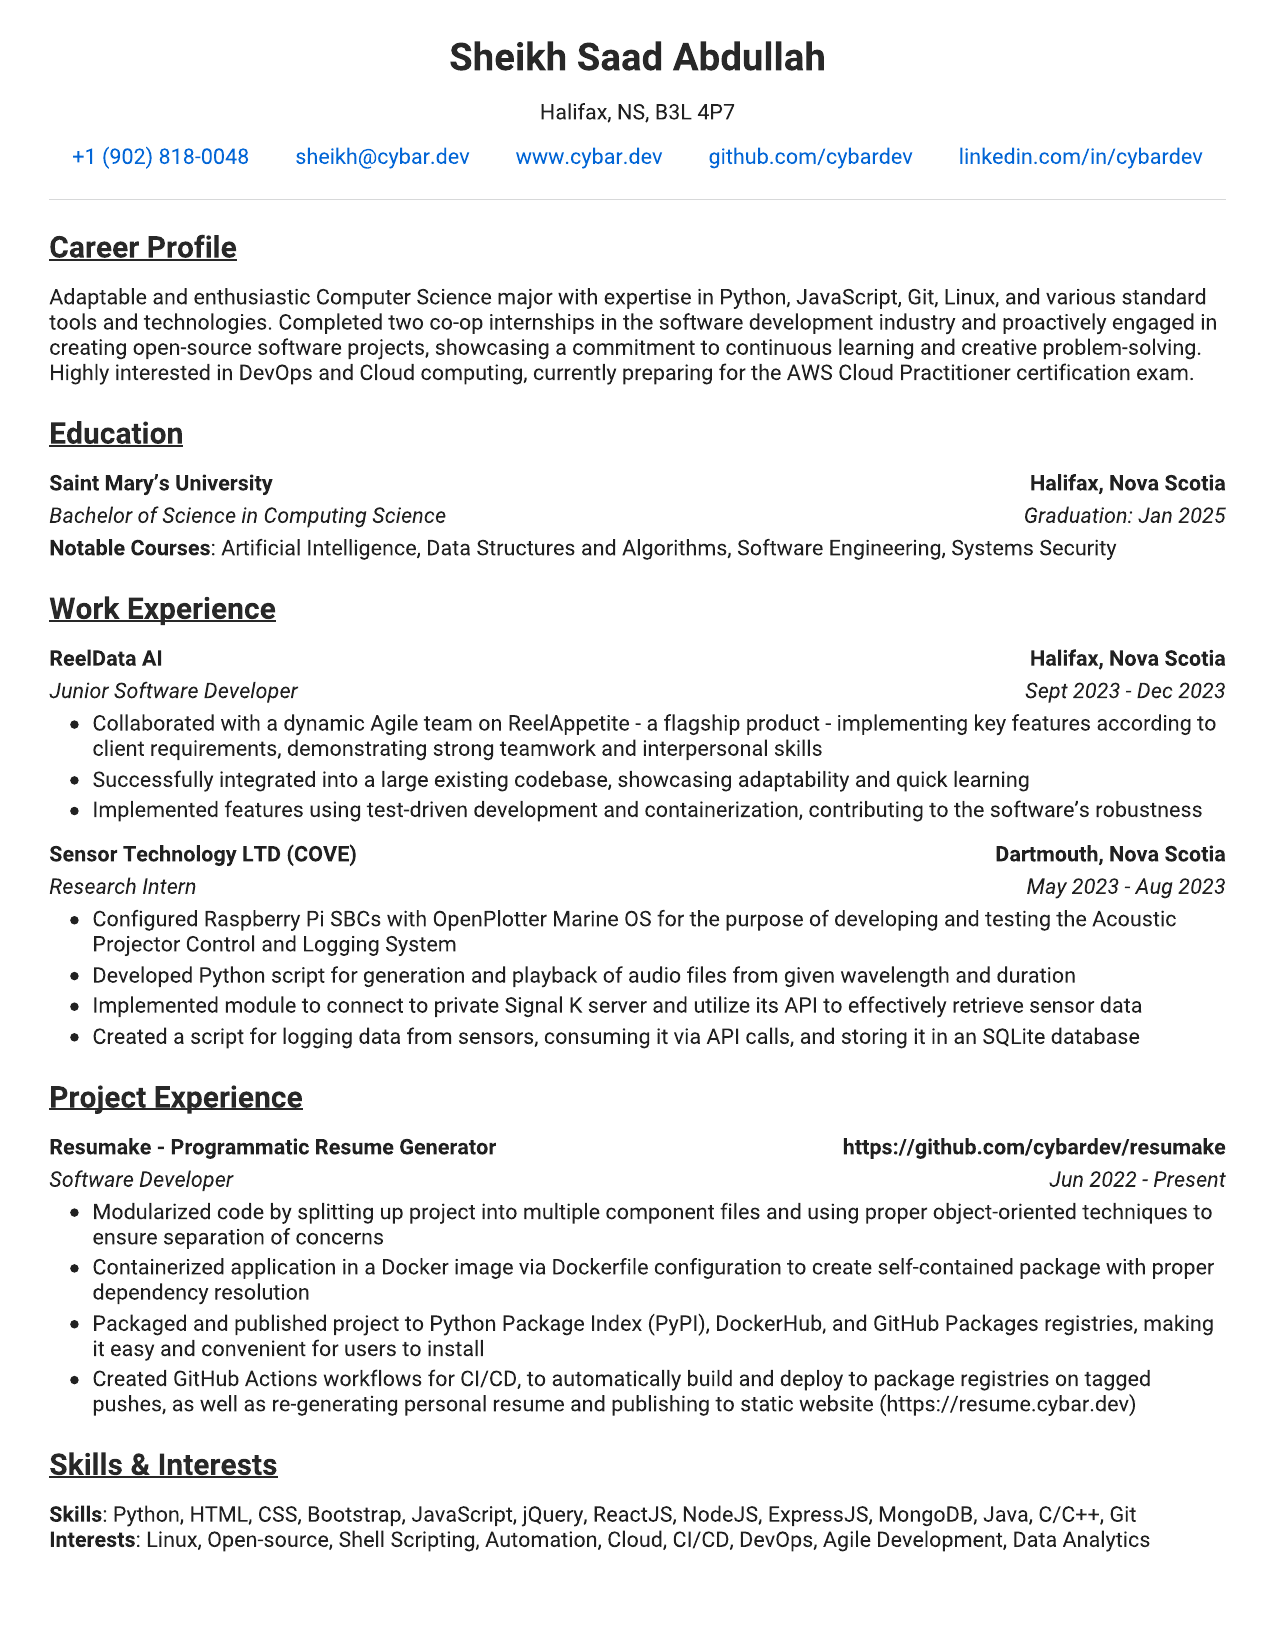 Sheikh Saad Abdullah
Halifax, NS, B3L 4P7
+1 (902) 818-0048 sheikh@cybar.dev www.cybar.dev github.com/cybardev linkedin.com/in/cybardev
Career Profile
Adaptable and enthusiastic Computer Science major with expertise in Python, JavaScript, Git, Linux, and various standard
tools and technologies. Completed two co-op internships in the software development industry and proactively engaged in
creating open-source software projects, showcasing a commitment to continuous learning and creative problem-solving.
Highly interested in DevOps and Cloud computing, currently preparing for the AWS Cloud Practitioner certification exam.
Education
Saint Mary’s University Halifax, Nova Scotia
Bachelor of Science in Computing Science Graduation: Jan 2025
Notable Courses: Artificial Intelligence, Data Structures and Algorithms, Software Engineering, Systems Security
Work Experience
ReelData AI Halifax, Nova Scotia
Junior Software Developer Sept 2023 - Dec 2023
• Collaborated with a dynamic Agile team on ReelAppetite - a flagship product - implementing key features according to
client requirements, demonstrating strong teamwork and interpersonal skills
• Successfully integrated into a large existing codebase, showcasing adaptability and quick learning
• Implemented features using test-driven development and containerization, contributing to the software’s robustness
Sensor Technology LTD (COVE) Dartmouth, Nova Scotia
Research Intern May 2023 - Aug 2023
• Configured Raspberry Pi SBCs with OpenPlotter Marine OS for the purpose of developing and testing the Acoustic
Projector Control and Logging System
• Developed Python script for generation and playback of audio files from given wavelength and duration
• Implemented module to connect to private Signal K server and utilize its API to effectively retrieve sensor data
• Created a script for logging data from sensors, consuming it via API calls, and storing it in an SQLite database
Project Experience
Resumake - Programmatic Resume Generator https://github.com/cybardev/resumake
Software Developer Jun 2022 - Present
• Modularized code by splitting up project into multiple component files and using proper object-oriented techniques to
ensure separation of concerns
• Containerized application in a Docker image via Dockerfile configuration to create self-contained package with proper
dependency resolution
• Packaged and published project to Python Package Index (PyPI), DockerHub, and GitHub Packages registries, making
it easy and convenient for users to install
• Created GitHub Actions workflows for CI/CD, to automatically build and deploy to package registries on tagged
pushes, as well as re-generating personal resume and publishing to static website (https://resume.cybar.dev)
Skills & Interests
Skills: Python, HTML, CSS, Bootstrap, JavaScript, jQuery, ReactJS, NodeJS, ExpressJS, MongoDB, Java, C/C++, Git
Interests: Linux, Open-source, Shell Scripting, Automation, Cloud, CI/CD, DevOps, Agile Development, Data Analytics